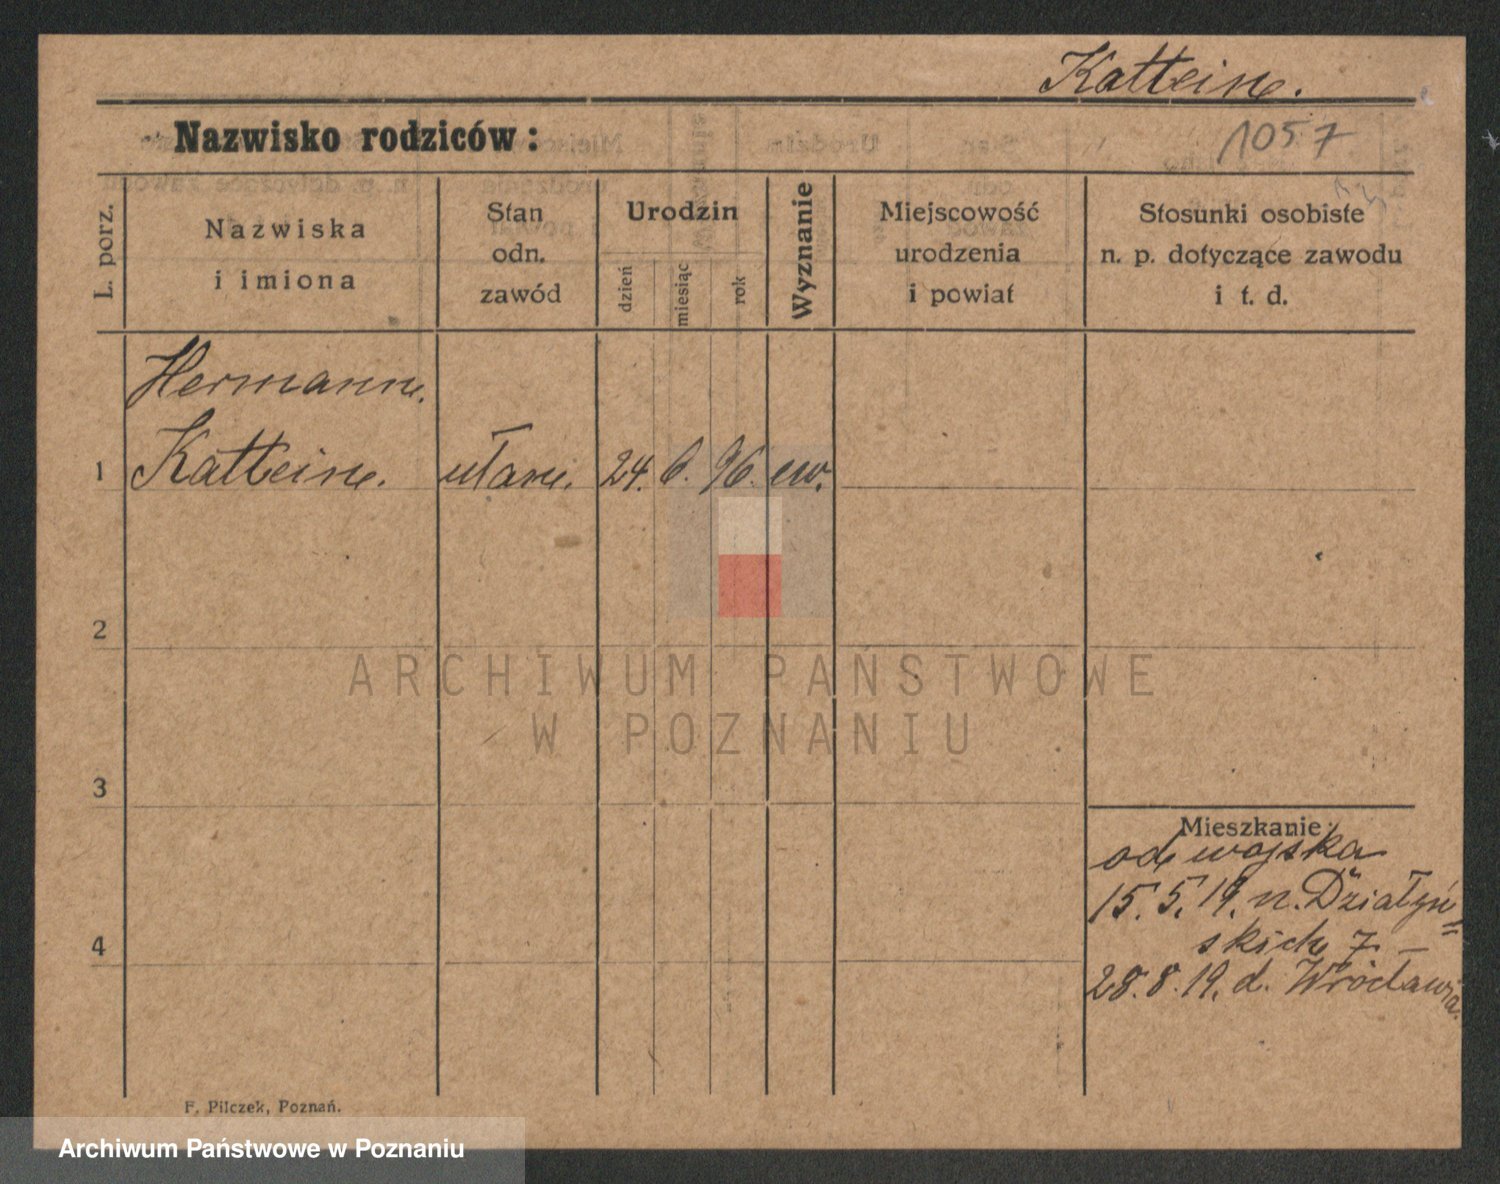 Katteine.
Nazwisko rodziców:
1057
L. porz.
Nazwiska
i imiona
Stan
odn.
zawód
Urodzin
dzień
miesiąc
rok
Wyznanie
Miejscowość
urodzenia
i powiat
Stosunki osobiste
n. p. dotyczące zawodu
i t. d.
Hermann.
1 Katteine. ułan. 24. 6. 96. ew.
2
3
4
Mieszkanie:
od wojska
15. 5. 19. n. Działyń=
skich 7 –
28. 8. 19. d. Wrocławia.
F. Pilczek, Poznań.
ARCHIWUM PAŃSTWOWE
W POZNANIU
Archiwum Państwowe w Poznaniu